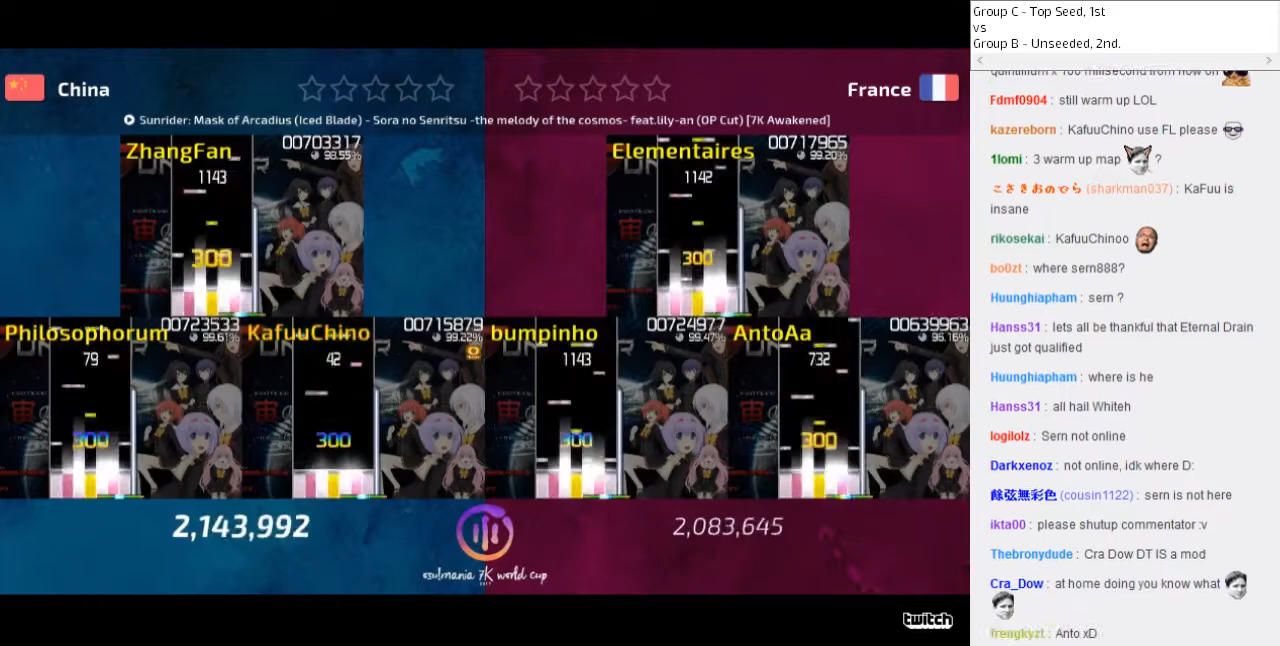 Group C - Top Seed, 1st
vs
Group B - Unseeded, 2nd.
China
France
Sunrider: Mask of Arcadius (Iced Blade) - Sora no Senritsu -the melody of the cosmos- feat.lily-an (OP Cut) [7K Awakened]
ZhangFan
00703317
98.55%
1143
300
Elementaires
00717965
99.20%
1142
300
Philosophorum
00723533
99.61%
79
300
KafuuChino
00715879
99.22%
42
300
bumpinho
00724977
99.47%
1143
300
AntoAa
00639963
96.16%
732
300
2,143,992
2,083,645
osu!mania 7K world cup
twitch
quintilium x 100 millisecond from now on
Fdmf0904 : still warm up LOL
kazereborn : KafuuChino use FL please
1lomi : 3 warm up map ?
(sharkman037) : KaFuu is
insane
rikosekai : KafuuChinoo
bo0zt : where sern888?
Huunghiapham : sern ?
Hanss31 : lets all be thankful that Eternal Drain
just got qualified
Huunghiapham : where is he
Hanss31 : all hail Whiteh
logilolz : Sern not online
Darkxenoz : not online, idk where D:
餘弦無彩色 (cousin1122) : sern is not here
ikta00 : please shutup commentator :v
Thebronydude : Cra Dow DT IS a mod
Cra_Dow : at home doing you know what
frengkyzt : Anto xD